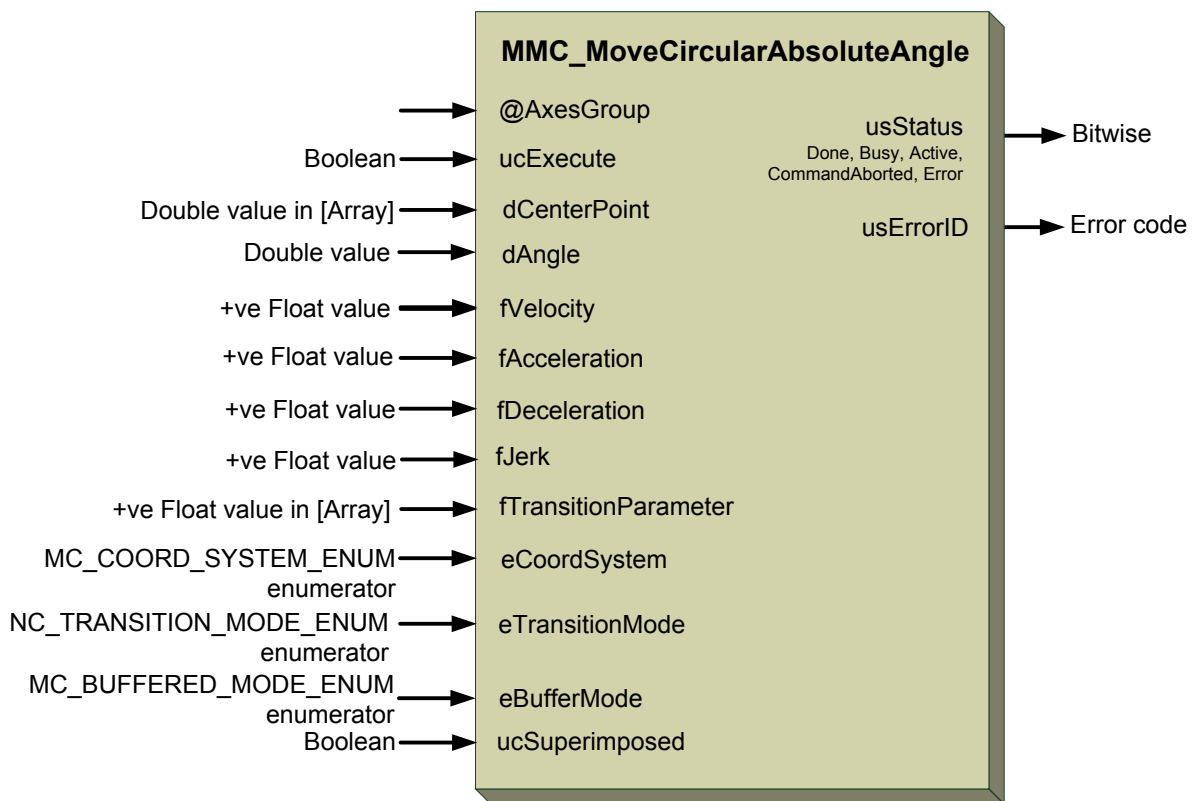 MMC_MoveCircularAbsoluteAngle
@AxesGroup
usStatus
Done, Busy, Active,
CommandAborted, Error
Bitwise
Boolean
ucExecute
Double value in [Array]
dCenterPoint
usErrorID
Error code
Double value
dAngle
+ve Float value
fVelocity
+ve Float value
fAcceleration
+ve Float value
fDeceleration
+ve Float value
fJerk
+ve Float value in [Array]
fTransitionParameter
MC_COORD_SYSTEM_ENUM
enumerator
eCoordSystem
NC_TRANSITION_MODE_ENUM
enumerator
eTransitionMode
MC_BUFFERED_MODE_ENUM
enumerator
eBufferMode
Boolean
ucSuperimposed